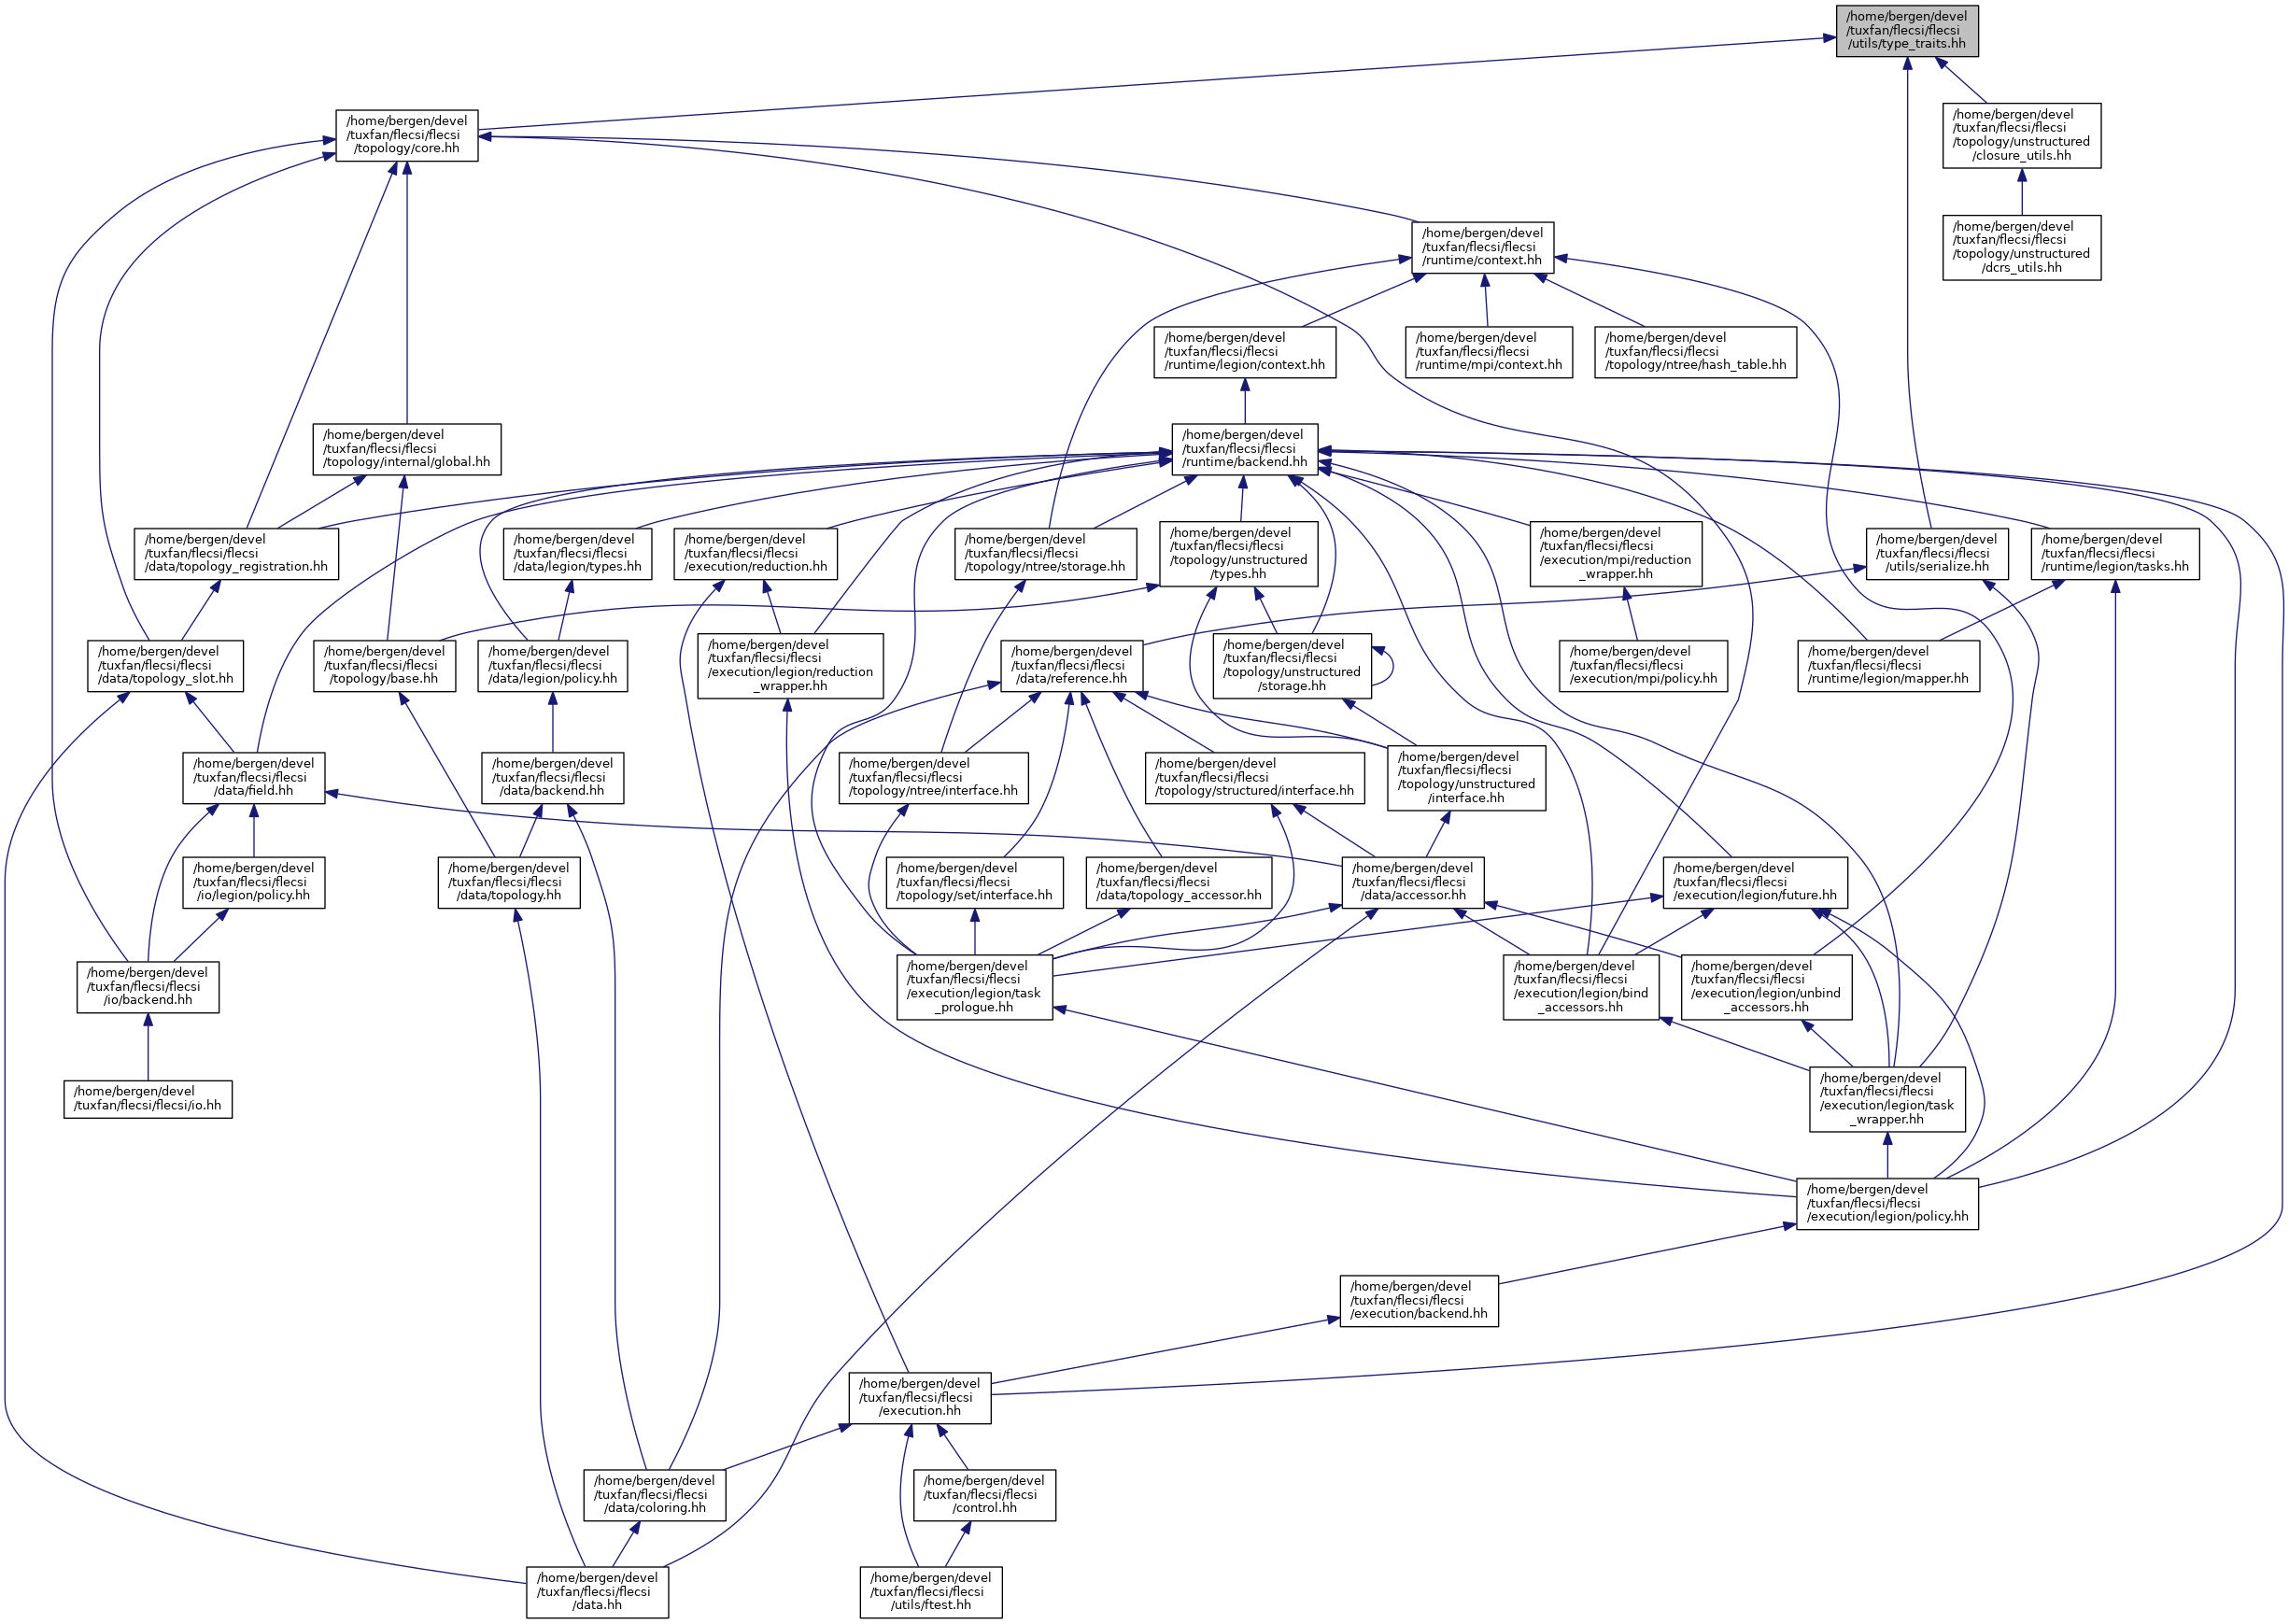 /home/bergen/devel
/tuxfan/flecsi/flecsi
/utils/type_traits.hh
/home/bergen/devel
/tuxfan/flecsi/flecsi
/topology/core.hh
/home/bergen/devel
/tuxfan/flecsi/flecsi
/topology/unstructured
/closure_utils.hh
/home/bergen/devel
/tuxfan/flecsi/flecsi
/runtime/context.hh
/home/bergen/devel
/tuxfan/flecsi/flecsi
/topology/unstructured
/dcrs_utils.hh
/home/bergen/devel
/tuxfan/flecsi/flecsi
/runtime/legion/context.hh
/home/bergen/devel
/tuxfan/flecsi/flecsi
/runtime/mpi/context.hh
/home/bergen/devel
/tuxfan/flecsi/flecsi
/topology/ntree/hash_table.hh
/home/bergen/devel
/tuxfan/flecsi/flecsi
/topology/internal/global.hh
/home/bergen/devel
/tuxfan/flecsi/flecsi
/runtime/backend.hh
/home/bergen/devel
/tuxfan/flecsi/flecsi
/data/topology_registration.hh
/home/bergen/devel
/tuxfan/flecsi/flecsi
/data/legion/types.hh
/home/bergen/devel
/tuxfan/flecsi/flecsi
/execution/reduction.hh
/home/bergen/devel
/tuxfan/flecsi/flecsi
/topology/ntree/storage.hh
/home/bergen/devel
/tuxfan/flecsi/flecsi
/topology/unstructured
/types.hh
/home/bergen/devel
/tuxfan/flecsi/flecsi
/execution/mpi/reduction
_wrapper.hh
/home/bergen/devel
/tuxfan/flecsi/flecsi
/utils/serialize.hh
/home/bergen/devel
/tuxfan/flecsi/flecsi
/runtime/legion/tasks.hh
/home/bergen/devel
/tuxfan/flecsi/flecsi
/data/topology_slot.hh
/home/bergen/devel
/tuxfan/flecsi/flecsi
/topology/base.hh
/home/bergen/devel
/tuxfan/flecsi/flecsi
/data/legion/policy.hh
/home/bergen/devel
/tuxfan/flecsi/flecsi
/execution/legion/reduction
_wrapper.hh
/home/bergen/devel
/tuxfan/flecsi/flecsi
/data/reference.hh
/home/bergen/devel
/tuxfan/flecsi/flecsi
/topology/unstructured
/storage.hh
/home/bergen/devel
/tuxfan/flecsi/flecsi
/execution/mpi/policy.hh
/home/bergen/devel
/tuxfan/flecsi/flecsi
/runtime/legion/mapper.hh
/home/bergen/devel
/tuxfan/flecsi/flecsi
/data/field.hh
/home/bergen/devel
/tuxfan/flecsi/flecsi
/data/backend.hh
/home/bergen/devel
/tuxfan/flecsi/flecsi
/topology/ntree/interface.hh
/home/bergen/devel
/tuxfan/flecsi/flecsi
/topology/structured/interface.hh
/home/bergen/devel
/tuxfan/flecsi/flecsi
/topology/unstructured
/interface.hh
/home/bergen/devel
/tuxfan/flecsi/flecsi
/io/legion/policy.hh
/home/bergen/devel
/tuxfan/flecsi/flecsi
/data/topology.hh
/home/bergen/devel
/tuxfan/flecsi/flecsi
/topology/set/interface.hh
/home/bergen/devel
/tuxfan/flecsi/flecsi
/data/topology_accessor.hh
/home/bergen/devel
/tuxfan/flecsi/flecsi
/data/accessor.hh
/home/bergen/devel
/tuxfan/flecsi/flecsi
/execution/legion/future.hh
/home/bergen/devel
/tuxfan/flecsi/flecsi
/io/backend.hh
/home/bergen/devel
/tuxfan/flecsi/flecsi
/execution/legion/task
_prologue.hh
/home/bergen/devel
/tuxfan/flecsi/flecsi
/execution/legion/bind
_accessors.hh
/home/bergen/devel
/tuxfan/flecsi/flecsi
/execution/legion/unbind
_accessors.hh
/home/bergen/devel
/tuxfan/flecsi/flecsi/io.hh
/home/bergen/devel
/tuxfan/flecsi/flecsi
/execution/legion/task
_wrapper.hh
/home/bergen/devel
/tuxfan/flecsi/flecsi
/execution/legion/policy.hh
/home/bergen/devel
/tuxfan/flecsi/flecsi
/execution/backend.hh
/home/bergen/devel
/tuxfan/flecsi/flecsi
/execution.hh
/home/bergen/devel
/tuxfan/flecsi/flecsi
/data/coloring.hh
/home/bergen/devel
/tuxfan/flecsi/flecsi
/control.hh
/home/bergen/devel
/tuxfan/flecsi/flecsi
/data.hh
/home/bergen/devel
/tuxfan/flecsi/flecsi
/utils/ftest.hh